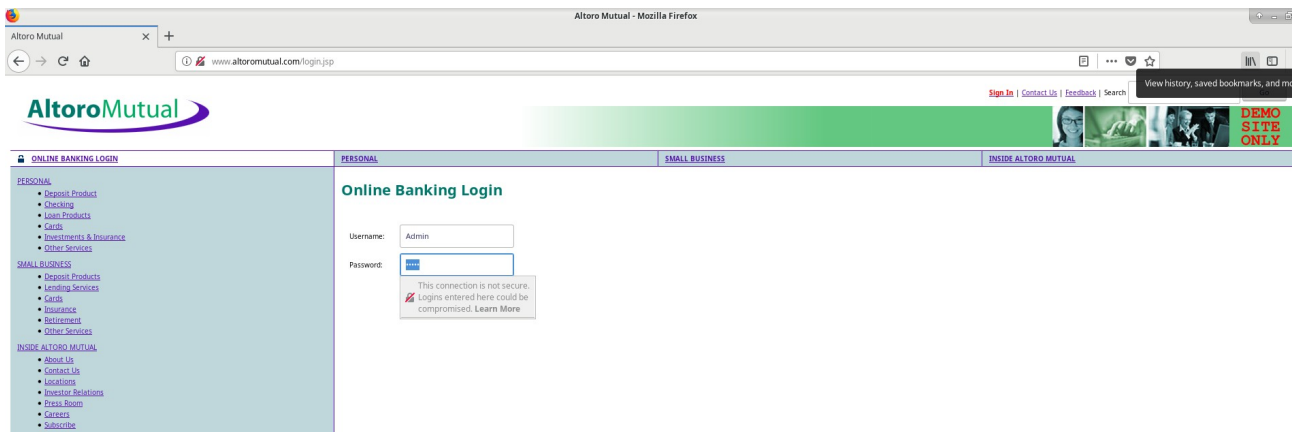 Altoro Mutual - Mozilla Firefox
Altoro Mutual
www.altoromutual.com/login.jsp
View history, saved bookmarks, and
Sign In | Contact Us | Feedback | Search
AltoroMutual
DEMO
SITE
ONLY
ONLINE BANKING LOGIN
PERSONAL
SMALL BUSINESS
INSIDE ALTORO MUTUAL
PERSONAL
Deposit Product
Checking
Loan Products
Cards
Investments & Insurance
Other Services
SMALL BUSINESS
Deposit Products
Lending Services
Cards
Insurance
Retirement
Other Services
INSIDE ALTORO MUTUAL
About Us
Contact Us
Locations
Investor Relations
Press Room
Careers
Subscribe
Online Banking Login
Username: Admin
Password:
This connection is not secure.
Logins entered here could be
compromised. Learn More